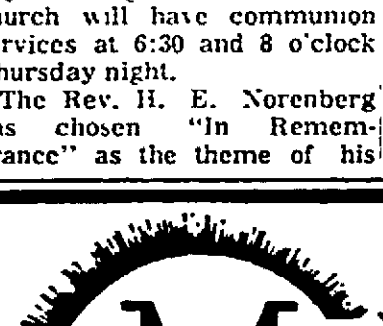 urch will have communion
rvices at 6:30 and 8 o'clock
hursday night.
The Rev. H. E. Norenberg
as chosen "In Remem-
rance" as the theme of his